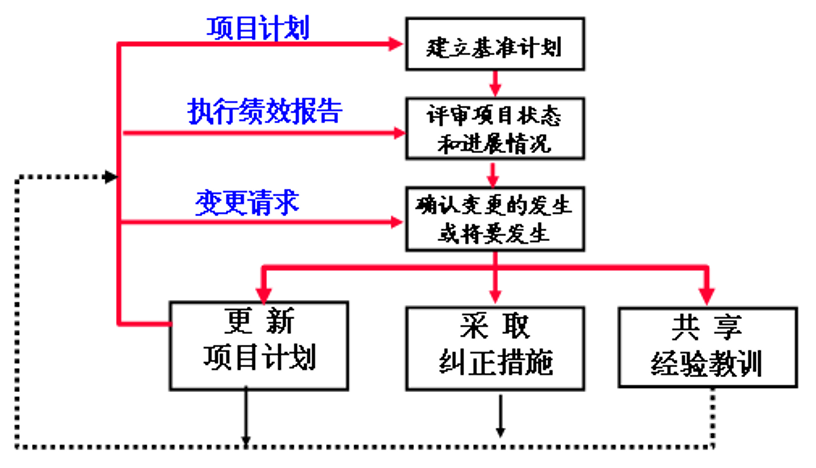 项目计划
建立基准计划
执行绩效报告
评审项目状态
和进展情况
变更请求
确认变更的发生
或将要发生
更 新
项目计划
采 取
纠正措施
共 享
经验教训